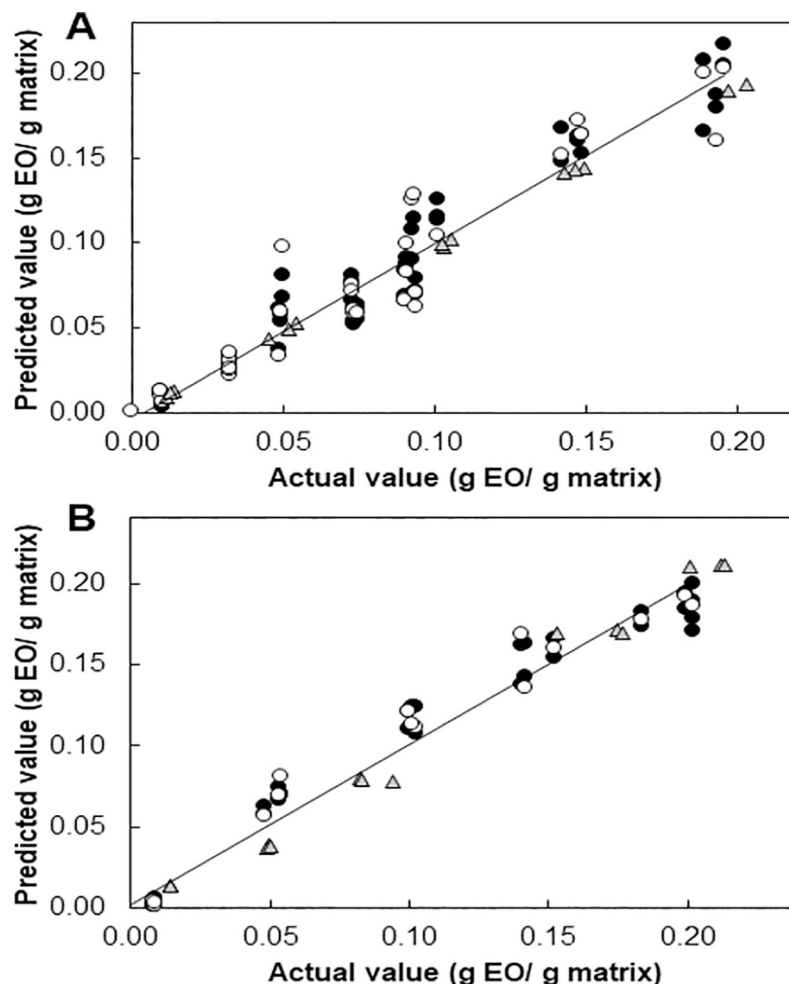 A
Predicted value (g EO/ g matrix)
0.20
0.15
0.10
0.05
0.00
0.00 0.05 0.10 0.15 0.20
Actual value (g EO/ g matrix)
B
Predicted value (g EO/ g matrix)
0.20
0.15
0.10
0.05
0.00
0.00 0.05 0.10 0.15 0.20
Actual value (g EO/ g matrix)